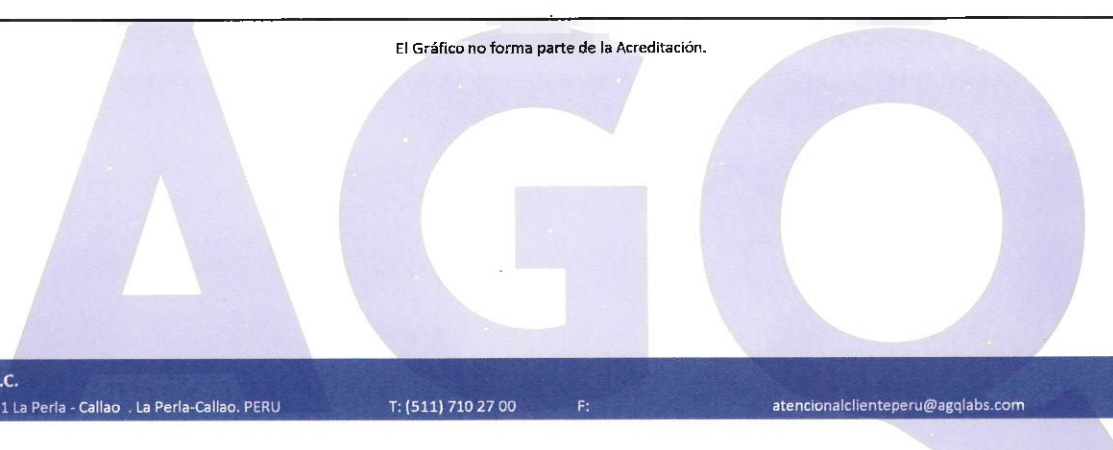 El Gráfico no forma parte de la Acreditación.
AGQ
.C.
1 La Perla - Callao . La Perla-Callao. PERU T: (511) 710 27 00 F: atencionalclienteperu@agqlabs.com